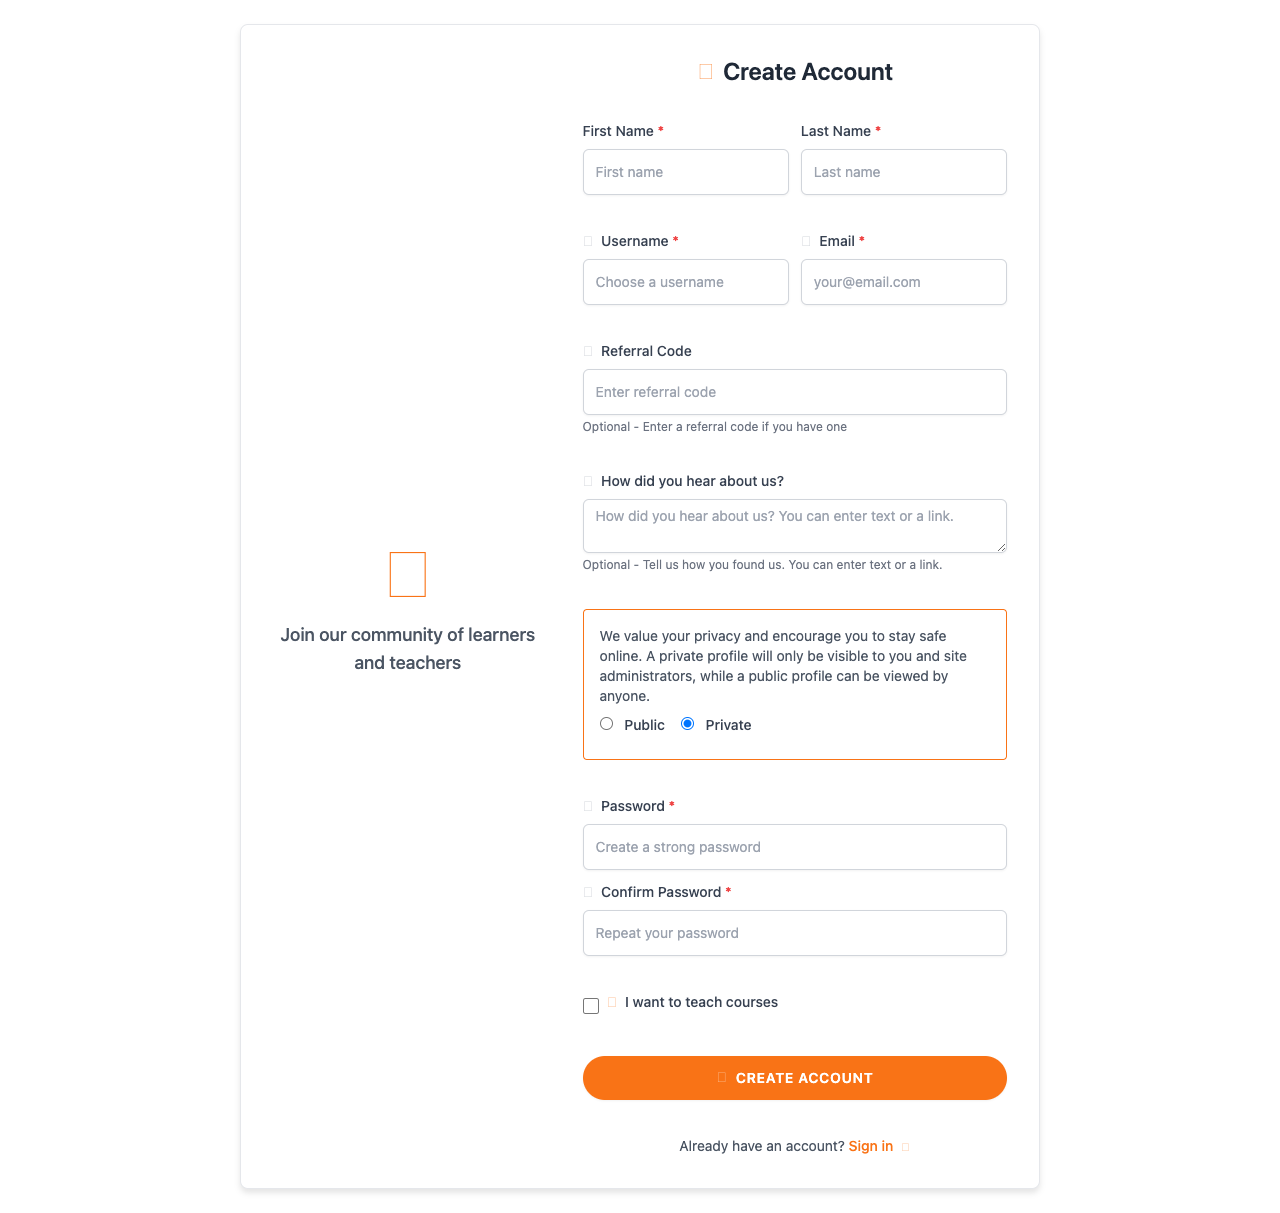 Create Account
First Name *
Last Name *
First name
Last name
Username *
Email *
Choose a username
your@email.com
Referral Code
Enter referral code
Optional - Enter a referral code if you have one
How did you hear about us?
How did you hear about us? You can enter text or a link.
Optional - Tell us how you found us. You can enter text or a link.
Join our community of learners
and teachers
We value your privacy and encourage you to stay safe
online. A private profile will only be visible to you and site
administrators, while a public profile can be viewed by
anyone.
Public
Private
Password *
Create a strong password
Confirm Password *
Repeat your password
I want to teach courses
CREATE ACCOUNT
Already have an account? Sign in